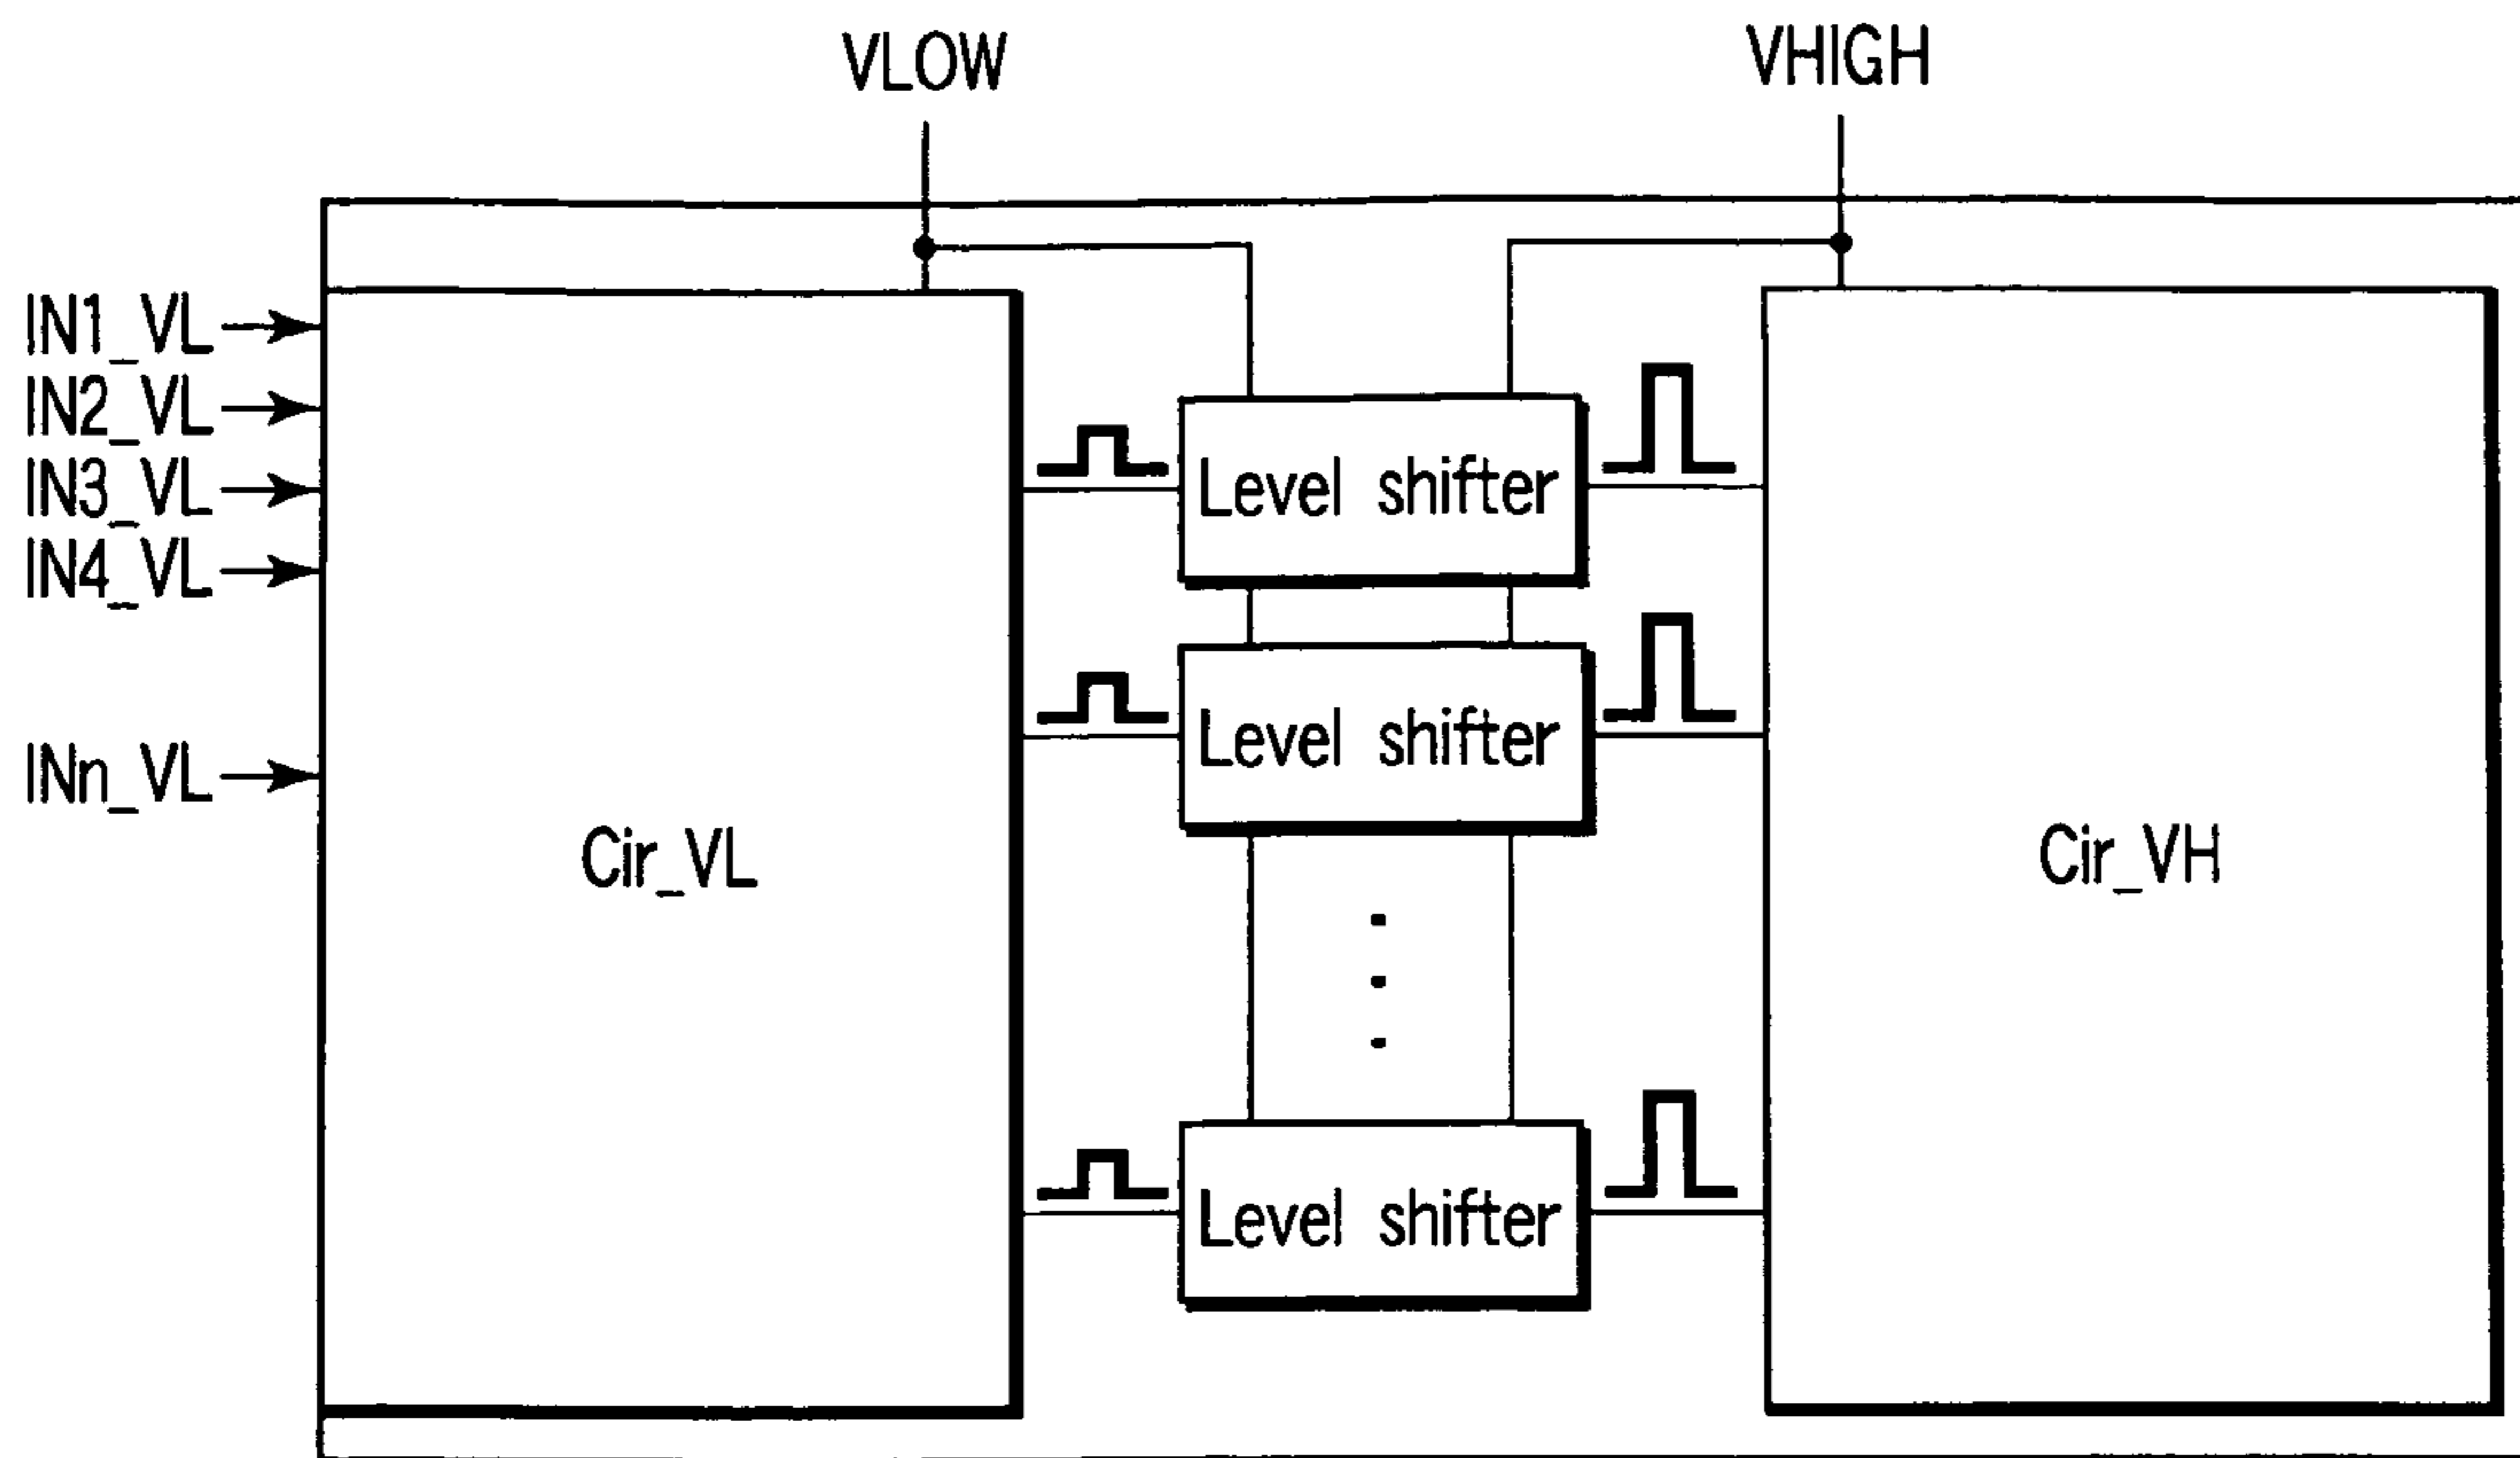 VLOW
VHIGH
IN1_VL
IN2_VL
IN3_VL
IN4_VL
INn_VL
Level shifter
Level shifter
Level shifter
Cir_VL
Cir_VH